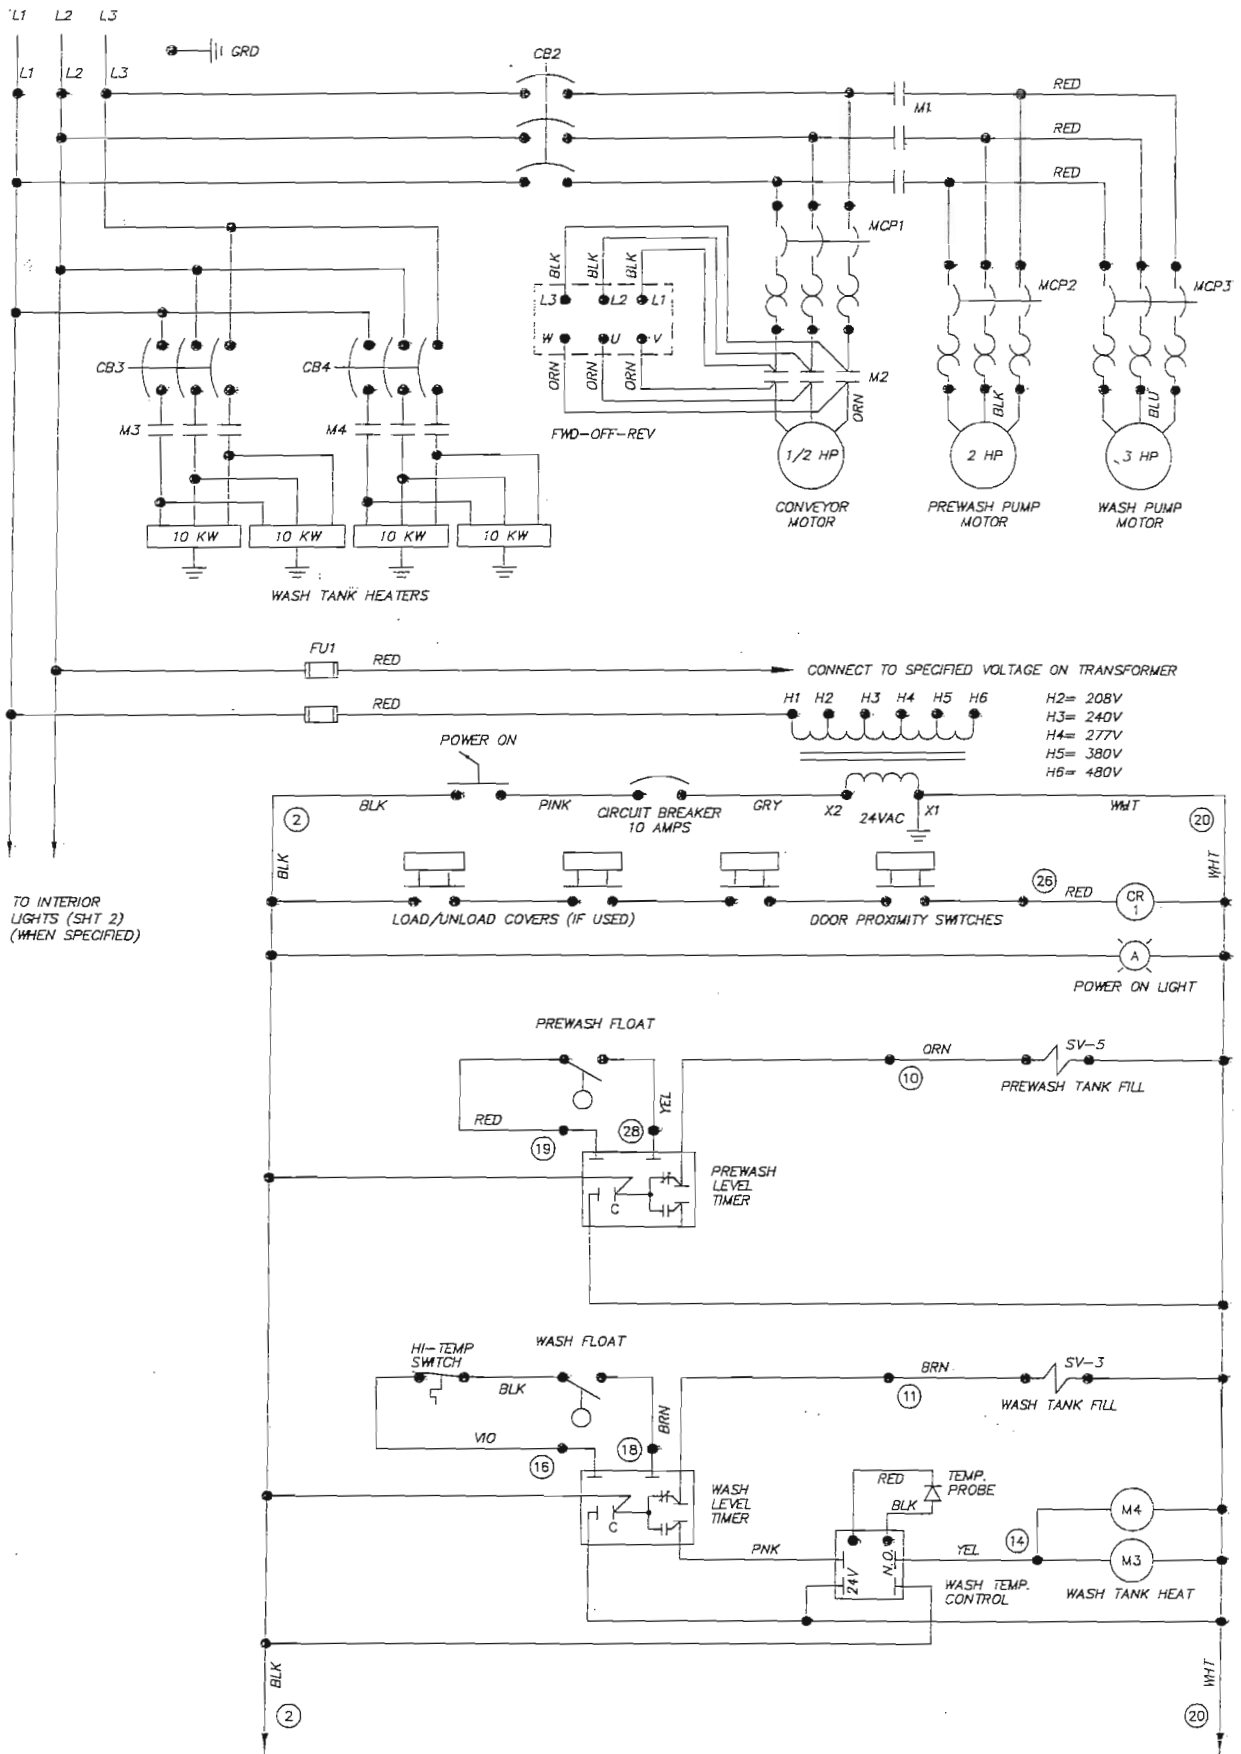 L1 L2 L3
GRD
L1 L2 L3
CB2
RED
M1
RED
RED
MCP1
BLK BLK BLK
MCP2 MCP3
L3 L2 L1
W U V
CB3 CB4
ORN ORN ORN
M2
M3 M4
FWD-OFF-REV
ORN BLK BLU
1/2 HP 2 HP 3 HP
CONVEYOR
MOTOR
PREWASH PUMP
MOTOR
WASH PUMP
MOTOR
10 KW 10 KW 10 KW 10 KW
WASH TANK HEATERS
FU1
RED
CONNECT TO SPECIFIED VOLTAGE ON TRANSFORMER
RED
H1 H2 H3 H4 H5 H6
H2= 208V
H3= 240V
H4= 277V
H5= 380V
H6= 480V
POWER ON
2 BLK PINK
CIRCUIT BREAKER
10 AMPS
GRY X2 24VAC X1 WHT 20
BLK WHT
TO INTERIOR
LIGHTS (SHT 2)
(WHEN SPECIFIED)
LOAD/UNLOAD COVERS (IF USED)
DOOR PROXIMITY SWITCHES
26 RED
CR
1
A
POWER ON LIGHT
PREWASH FLOAT
ORN SV-5
10
PREWASH TANK FILL
YEL
RED
19 28
PREWASH
LEVEL
TIMER
C
HI-TEMP
SWITCH
WASH FLOAT
BLK
BRN SV-3
11
WASH TANK FILL
BRN
VIO
16 18
WASH
LEVEL
TIMER
C
RED
TEMP.
PROBE
BLK
M4
PNK
24V N.O.
YEL 14
M3
WASH TEMP.
CONTROL
WASH TANK HEAT
BLK WHT
2 20